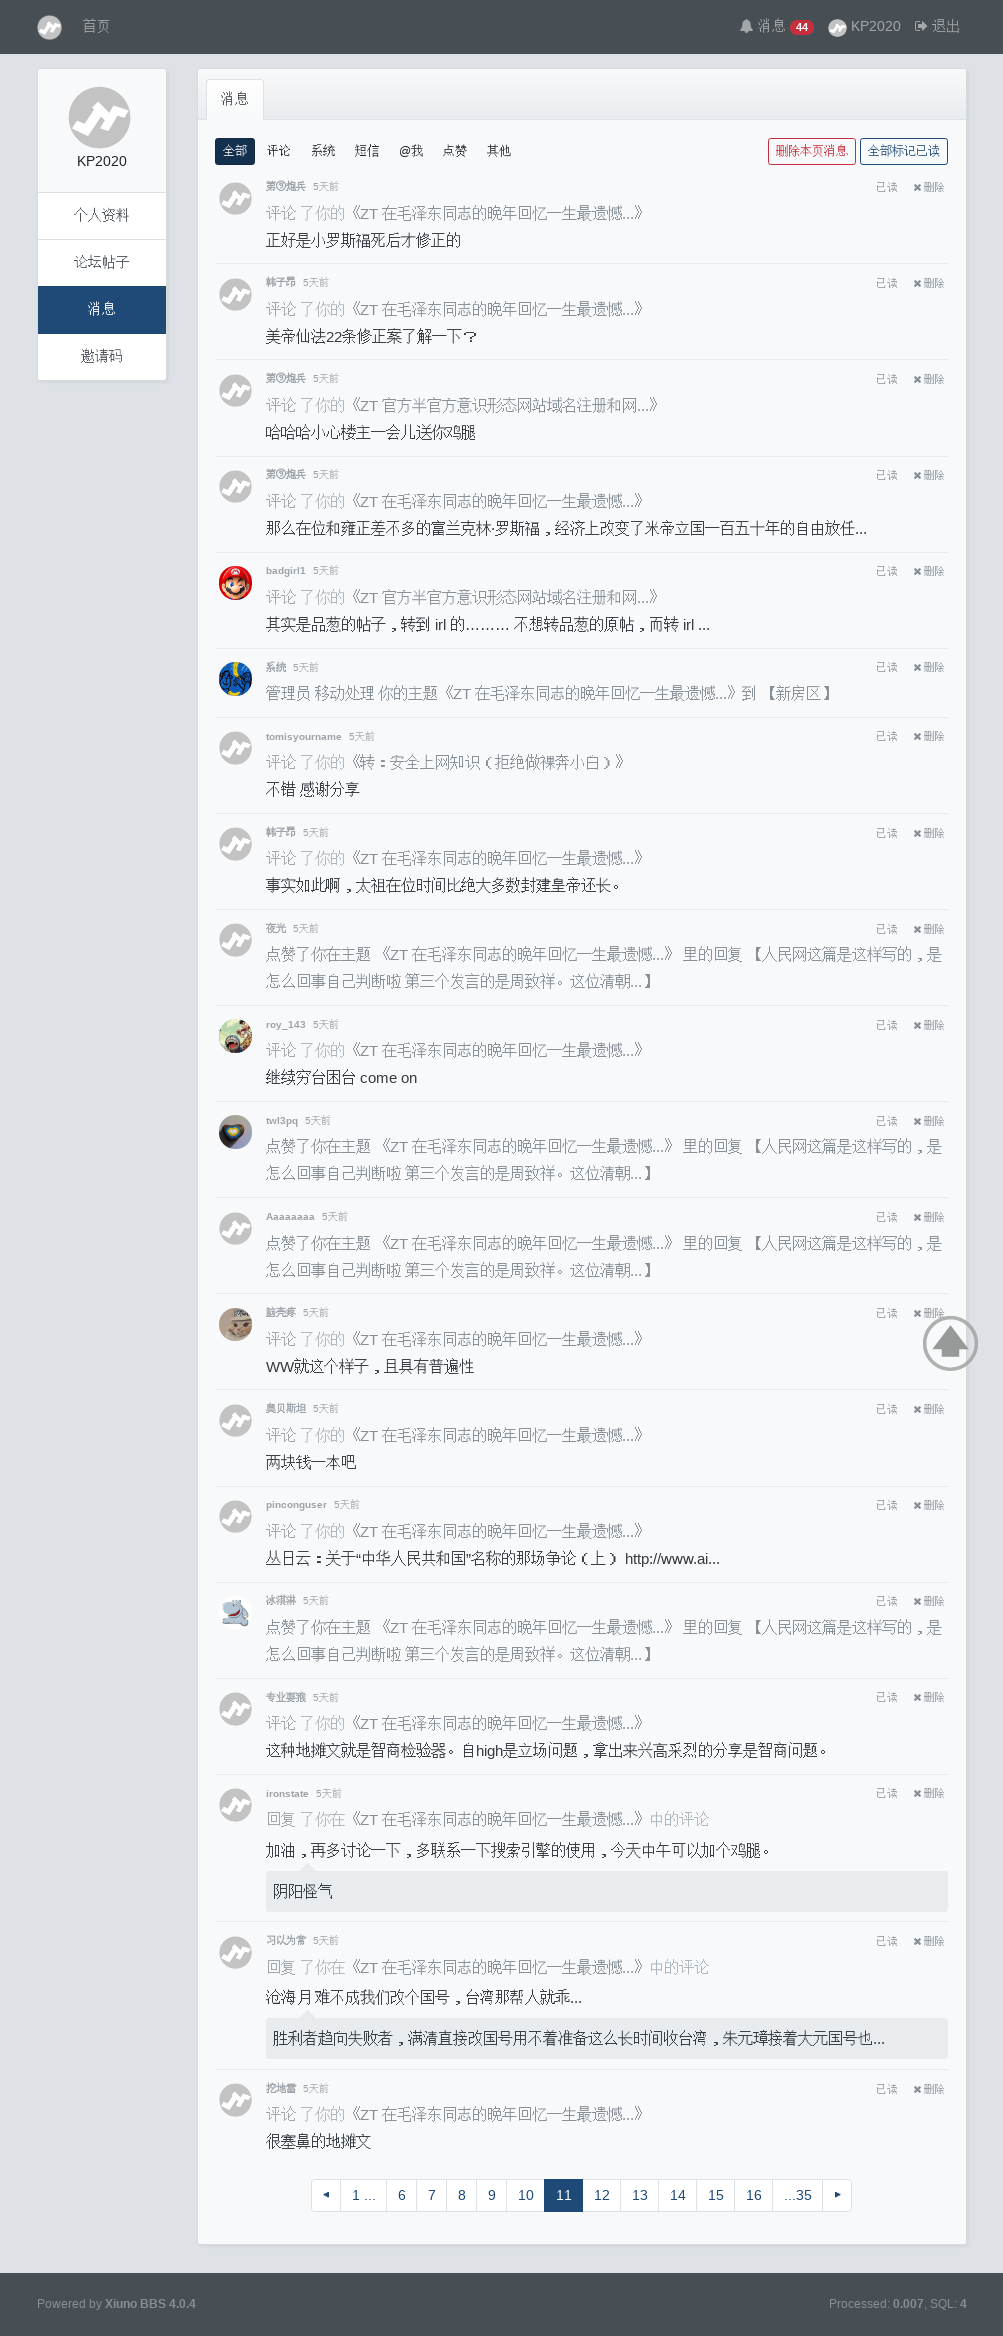 首页
消息 44 KP2020 退出
KP2020
个人资料
论坛帖子
消息
邀请码
消息
全部 评论 系统 短信 @我 点赞 其他
删除本页消息 全部标记已读
第⑨炮兵 5天前 已读 ✖删除
评论 了你的《ZT 在毛泽东同志的晚年回忆一生最遗憾...》
正好是小罗斯福死后才修正的
韩子昂 5天前 已读 ✖删除
评论 了你的《ZT 在毛泽东同志的晚年回忆一生最遗憾...》
美帝仙法22条修正案了解一下？
第⑨炮兵 5天前 已读 ✖删除
评论 了你的《ZT 官方半官方意识形态网站域名注册和网...》
哈哈哈小心楼主一会儿送你鸡腿
第⑨炮兵 5天前 已读 ✖删除
评论 了你的《ZT 在毛泽东同志的晚年回忆一生最遗憾...》
那么在位和雍正差不多的富兰克林·罗斯福，经济上改变了米帝立国一百五十年的自由放任...
badgirl1 5天前 已读 ✖删除
评论 了你的《ZT 官方半官方意识形态网站域名注册和网...》
其实是品葱的帖子，转到 irl 的……… 不想转品葱的原帖，而转 irl ...
系统 5天前 已读 ✖删除
管理员 移动处理 你的主题《ZT 在毛泽东同志的晚年回忆一生最遗憾...》到 【新房区】
tomisyourname 5天前 已读 ✖删除
评论 了你的《转：安全上网知识（拒绝做裸奔小白）》
不错 感谢分享
韩子昂 5天前 已读 ✖删除
评论 了你的《ZT 在毛泽东同志的晚年回忆一生最遗憾...》
事实如此啊，太祖在位时间比绝大多数封建皇帝还长。
夜光 5天前 已读 ✖删除
点赞了你在主题 《ZT 在毛泽东同志的晚年回忆一生最遗憾...》 里的回复 【人民网这篇是这样写的，是
怎么回事自己判断啦 第三个发言的是周致祥。这位清朝...】
roy_143 5天前 已读 ✖删除
评论 了你的《ZT 在毛泽东同志的晚年回忆一生最遗憾...》
继续穷台困台 come on
twl3pq 5天前 已读 ✖删除
点赞了你在主题 《ZT 在毛泽东同志的晚年回忆一生最遗憾...》 里的回复 【人民网这篇是这样写的，是
怎么回事自己判断啦 第三个发言的是周致祥。这位清朝...】
Aaaaaaaa 5天前 已读 ✖删除
点赞了你在主题 《ZT 在毛泽东同志的晚年回忆一生最遗憾...》 里的回复 【人民网这篇是这样写的，是
怎么回事自己判断啦 第三个发言的是周致祥。这位清朝...】
脑壳疼 5天前 已读 ✖删除
评论 了你的《ZT 在毛泽东同志的晚年回忆一生最遗憾...》
WW就这个样子，且具有普遍性
奥贝斯坦 5天前 已读 ✖删除
评论 了你的《ZT 在毛泽东同志的晚年回忆一生最遗憾...》
两块钱一本吧
pinconguser 5天前 已读 ✖删除
评论 了你的《ZT 在毛泽东同志的晚年回忆一生最遗憾...》
丛日云：关于“中华人民共和国”名称的那场争论（上） http://www.ai...
冰淇淋 5天前 已读 ✖删除
点赞了你在主题 《ZT 在毛泽东同志的晚年回忆一生最遗憾...》 里的回复 【人民网这篇是这样写的，是
怎么回事自己判断啦 第三个发言的是周致祥。这位清朝...】
专业耍猴 5天前 已读 ✖删除
评论 了你的《ZT 在毛泽东同志的晚年回忆一生最遗憾...》
这种地摊文就是智商检验器。自high是立场问题，拿出来兴高采烈的分享是智商问题。
ironstate 5天前 已读 ✖删除
回复 了你在《ZT 在毛泽东同志的晚年回忆一生最遗憾...》中的评论
加油，再多讨论一下，多联系一下搜索引擎的使用，今天中午可以加个鸡腿。
阴阳怪气
习以为常 5天前 已读 ✖删除
回复 了你在《ZT 在毛泽东同志的晚年回忆一生最遗憾...》中的评论
沧海月难不成我们改个国号，台湾那帮人就乖...
胜利者趋向失败者，满清直接改国号用不着准备这么长时间收台湾，朱元璋接着大元国号也...
挖地雷 5天前 已读 ✖删除
评论 了你的《ZT 在毛泽东同志的晚年回忆一生最遗憾...》
很塞鼻的地摊文
◂ 1 ... 6 7 8 9 10 11 12 13 14 15 16 ...35 ▸
Powered by Xiuno BBS 4.0.4
Processed: 0.007, SQL: 4